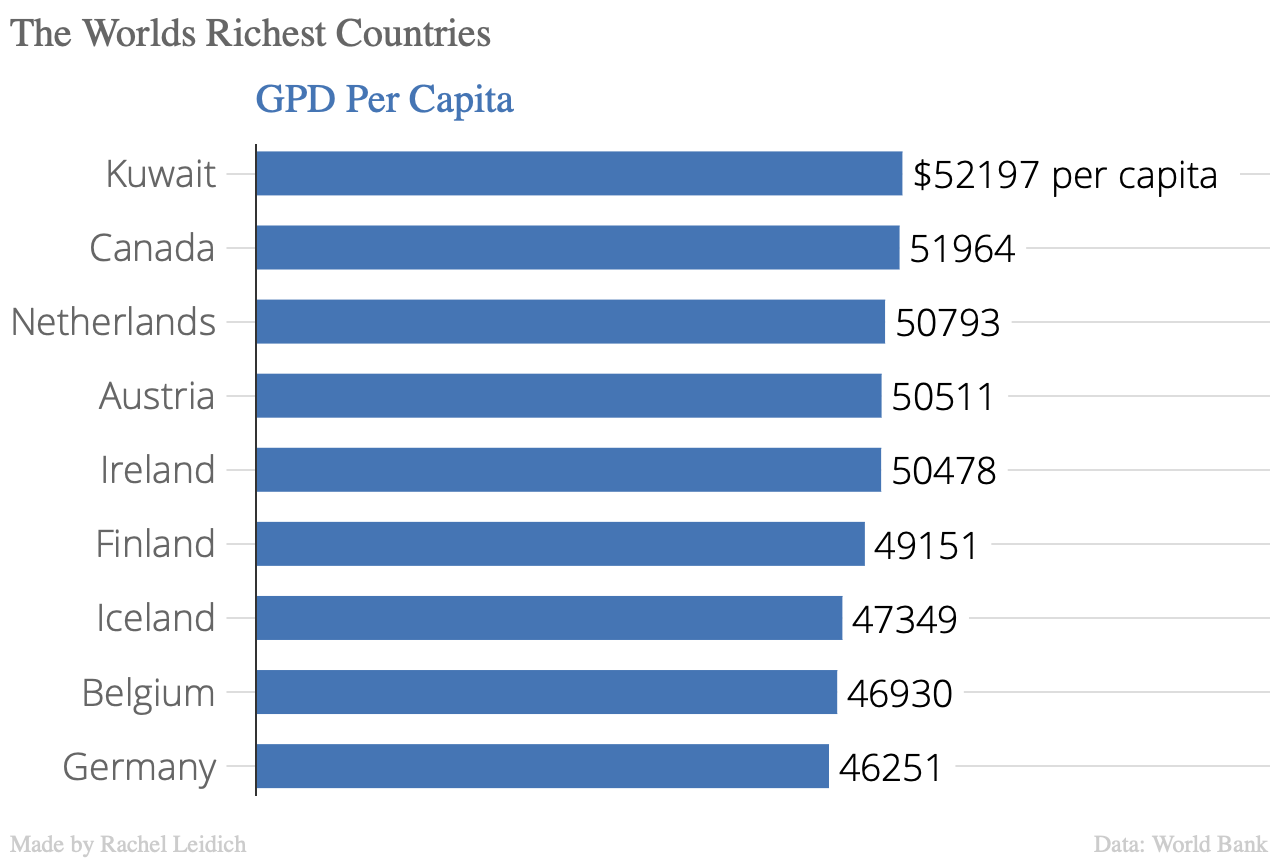 The Worlds Richest Countries
GPD Per Capita
Kuwait $52197 per capita
Canada 51964
Netherlands 50793
Austria 50511
Ireland 50478
Finland 49151
Iceland 47349
Belgium 46930
Germany 46251
Made by Rachel Leidich Data: World Bank